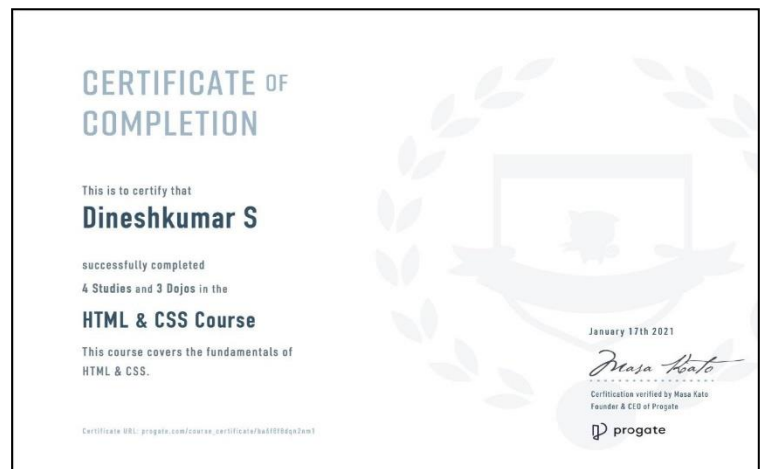 CERTIFICATE OF
COMPLETION
This is to certify that
Dineshkumar S
successfully completed
4 Studies and 3 Dojos in the
HTML & CSS Course
This course covers the fundamentals of
HTML & CSS.
Certificate URL: progate.com/course_certificate/
January 17th 2021
Masa Kato
Certification verified by Masa Kato
Founder & CEO of Progate
progate